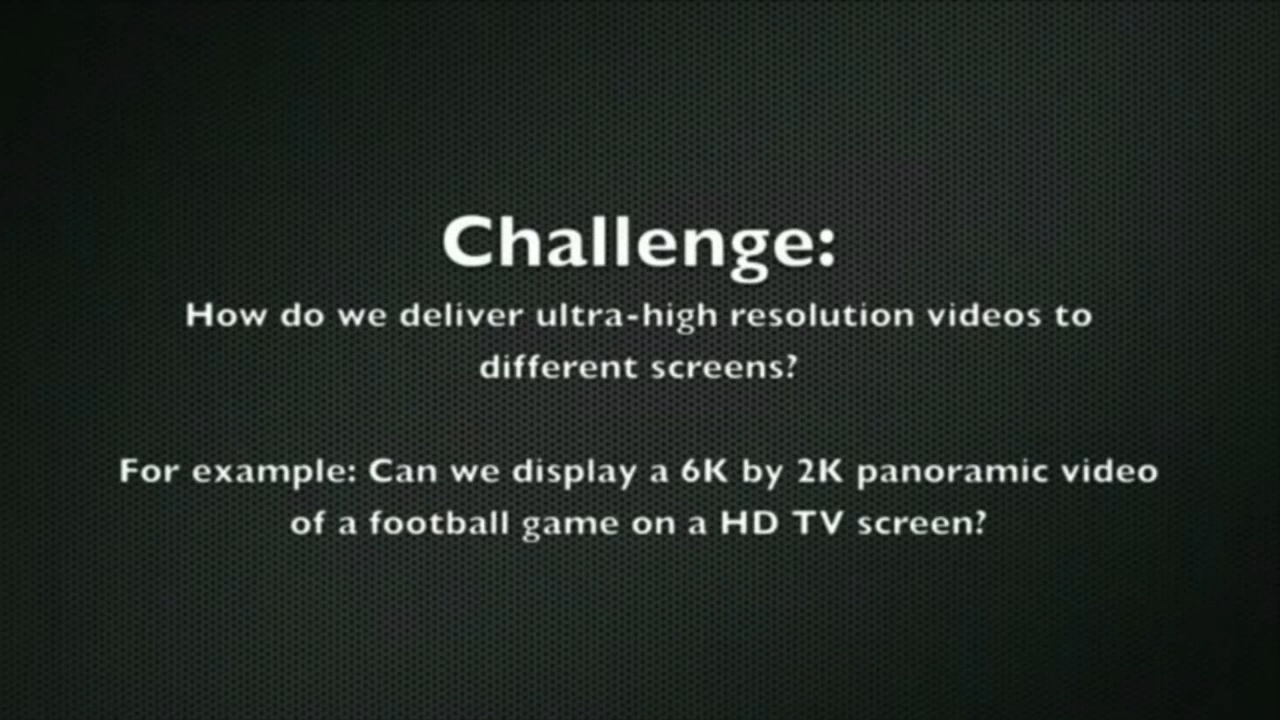 Challenge:
How do we deliver ultra-high resolution videos to
different screens?
For example: Can we display a 6K by 2K panoramic video
of a football game on a HD TV screen?